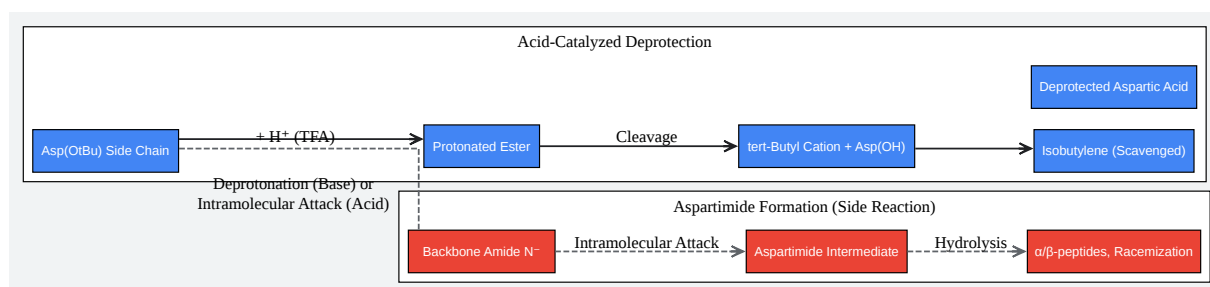 Acid-Catalyzed Deprotection
Deprotected Aspartic Acid
Asp(OtBu) Side Chain
+ H⁺ (TFA)
Protonated Ester
Cleavage
tert-Butyl Cation + Asp(OH)
Isobutylene (Scavenged)
Deprotonation (Base) or
Intramolecular Attack (Acid)
Aspartimide Formation (Side Reaction)
Backbone Amide N⁻
Intramolecular Attack
Aspartimide Intermediate
Hydrolysis
α/β-peptides, Racemization